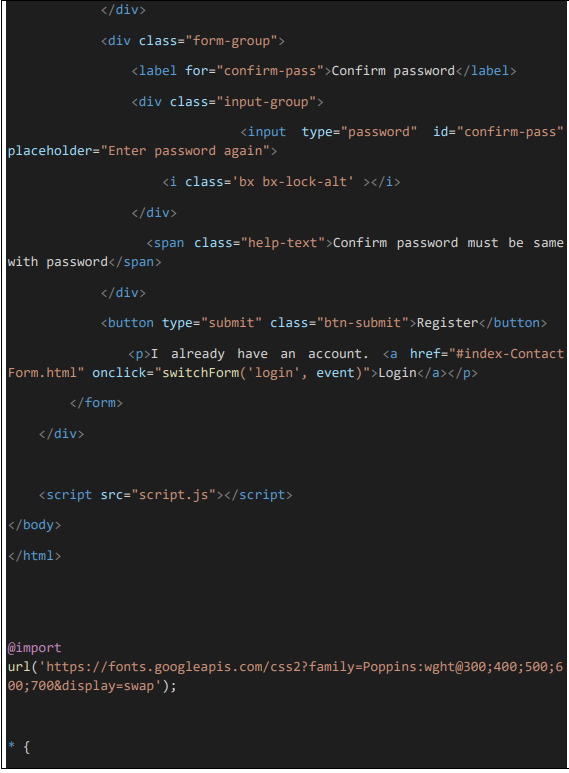 </div>
<div class="form-group">
<label for="confirm-pass">Confirm password</label>
<div class="input-group">
<input type="password" id="confirm-pass"
placeholder="Enter password again">
<i class='bx bx-lock-alt' ></i>
</div>
<span class="help-text">Confirm password must be same
with password</span>
</div>
<button type="submit" class="btn-submit">Register</button>
<p>I already have an account. <a href="#index-Contact
Form.html" onclick="switchForm('login', event)">Login</a></p>
</form>
</div>
<script src="script.js"></script>
</body>
</html>
@import
url('https://fonts.googleapis.com/css2?family=Poppins:wght@300;400;500;6
00;700&display=swap');
* {